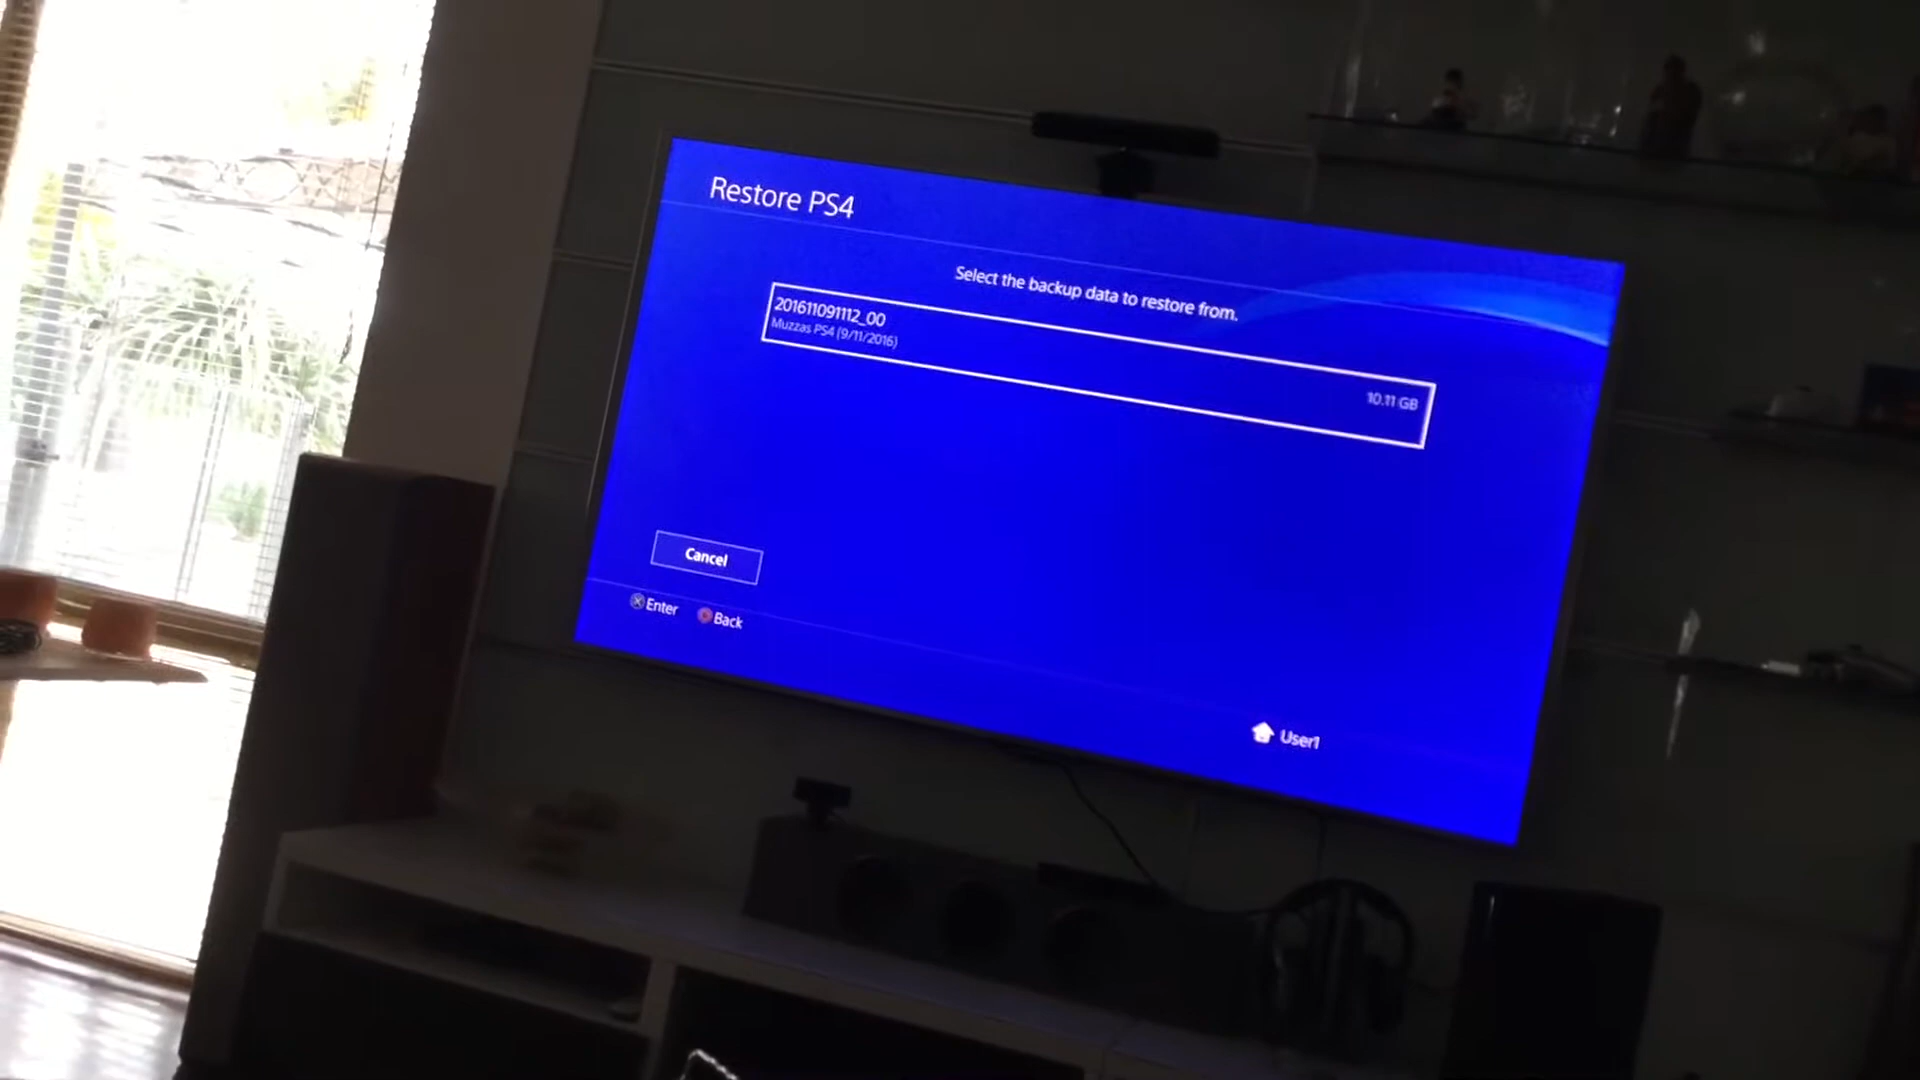 Restore PS4
Select the backup data to restore from.
201611091112_00
Muzzas PS4 (9/11/2016)
10.11 GB
Cancel
Enter
Back
User1